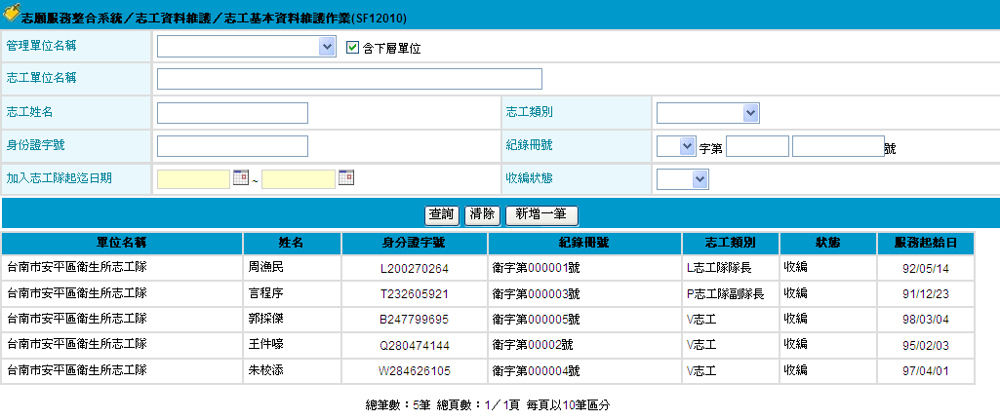 志願服務整合系統／志工資料維護／志工基本資料維護作業(SF12010)
管理單位名稱 含下層單位
志工單位名稱
志工姓名 志工類別
身份證字號 紀錄冊號 字第 號
加入志工隊起迄日期 ~ 收編狀態
查詢 清除 新增一筆
單位名稱 姓名 身分證字號 紀錄冊號 志工類別 狀態 服務起始日
台南市安平區衛生所志工隊 周漁民 L200270264 衛字第000001號 L志工隊隊長 收編 92/05/14
台南市安平區衛生所志工隊 言程序 T232605921 衛字第000003號 P志工隊副隊長 收編 91/12/23
台南市安平區衛生所志工隊 郭採傑 B247799695 衛字第000005號 V志工 收編 98/03/04
台南市安平區衛生所志工隊 王件嚎 Q280474144 衛字第00002號 V志工 收編 95/02/03
台南市安平區衛生所志工隊 朱校添 W284626105 衛字第000004號 V志工 收編 97/04/01
總筆數：5筆 總頁數：1／1頁 每頁以10筆區分